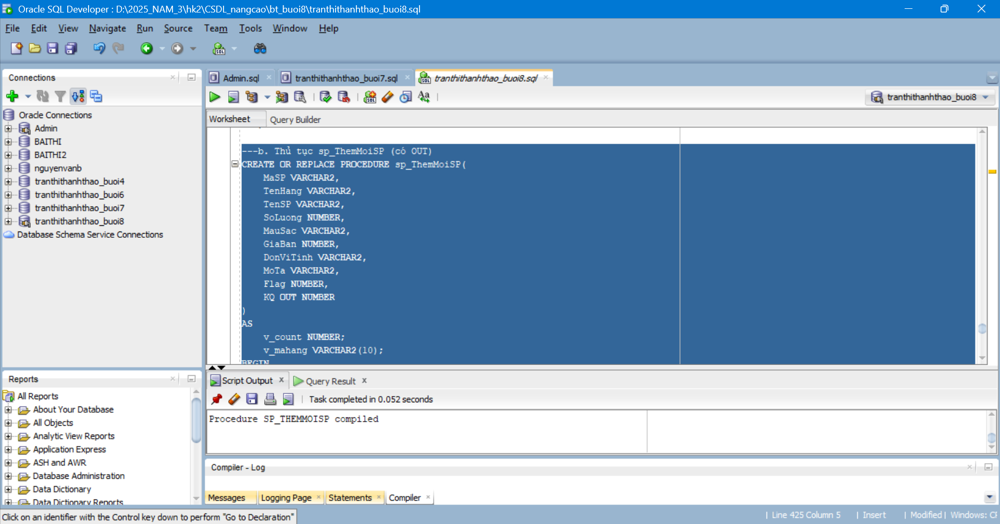 Oracle SQL Developer : D:\2025_NAM_3\hk2\CSDL_nangcao\bt_buoi8\tranthithanhthao_buoi8.sql
File Edit View Navigate Run Source Team Tools Window Help
Connections
Oracle Connections
Admin
BAITHI
BAITHI2
nguyenvanb
tranthithanhthao_buoi4
tranthithanhthao_buoi6
tranthithanhthao_buoi7
tranthithanhthao_buoi8
Database Schema Service Connections
Reports
All Reports
About Your Database
All Objects
Analytic View Reports
Application Express
ASH and AWR
Database Administration
Data Dictionary
Data Dictionary Reports
Admin.sql tranthithanhthao_buoi7.sql tranthithanhthao_buoi8.sql
tranthithanhthao_buoi8
Worksheet Query Builder
---b. Thủ tục sp_ThemMoiSP (có OUT)
CREATE OR REPLACE PROCEDURE sp_ThemMoiSP(
MaSP VARCHAR2,
TenHang VARCHAR2,
TenSP VARCHAR2,
SoLuong NUMBER,
MauSac VARCHAR2,
GiaBan NUMBER,
DonViTinh VARCHAR2,
MoTa VARCHAR2,
Flag NUMBER,
KQ OUT NUMBER
)
AS
v_count NUMBER;
v_mahang VARCHAR2(10);
BEGIN
Script Output Query Result
Task completed in 0.052 seconds
Procedure SP_THEMMOISP compiled
Compiler - Log
Messages Logging Page Statements Compiler
Click on an identifier with the Control key down to perform "Go to Declaration"
| Line 425 Column 5 | Insert | Modified | Windows: C